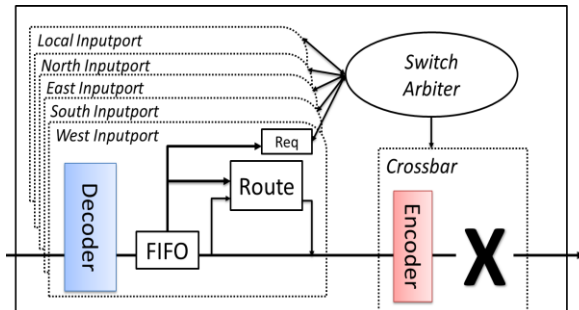 Local Inputport
North Inputport
East Inputport
South Inputport
West Inputport
Switch
Arbiter
Req
Route
Decoder
FIFO
Crossbar
Encoder
X